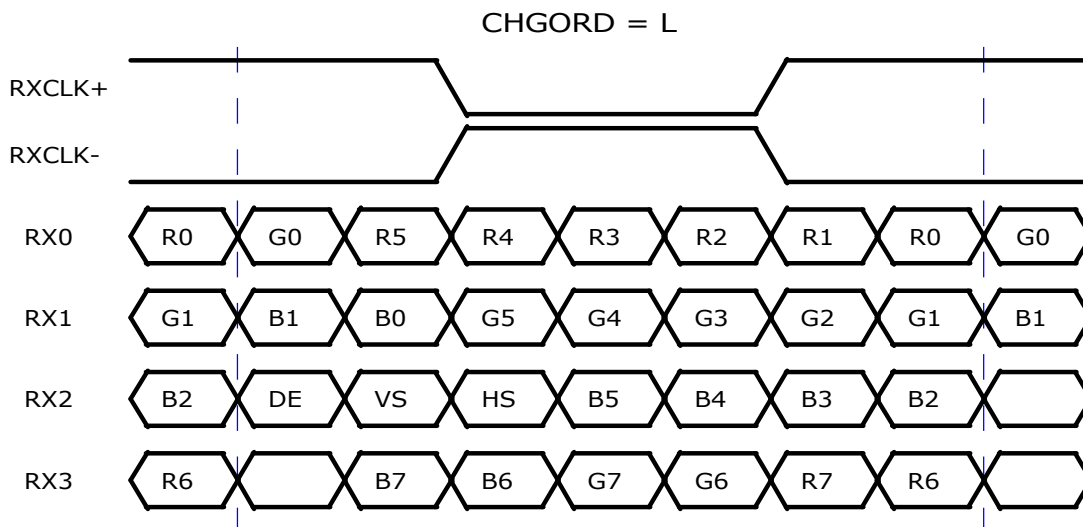 CHGORD = L
RXCLK+
RXCLK-
RX0 R0 G0 R5 R4 R3 R2 R1 R0 G0
RX1 G1 B1 B0 G5 G4 G3 G2 G1 B1
RX2 B2 DE VS HS B5 B4 B3 B2
RX3 R6 B7 B6 G7 G6 R7 R6